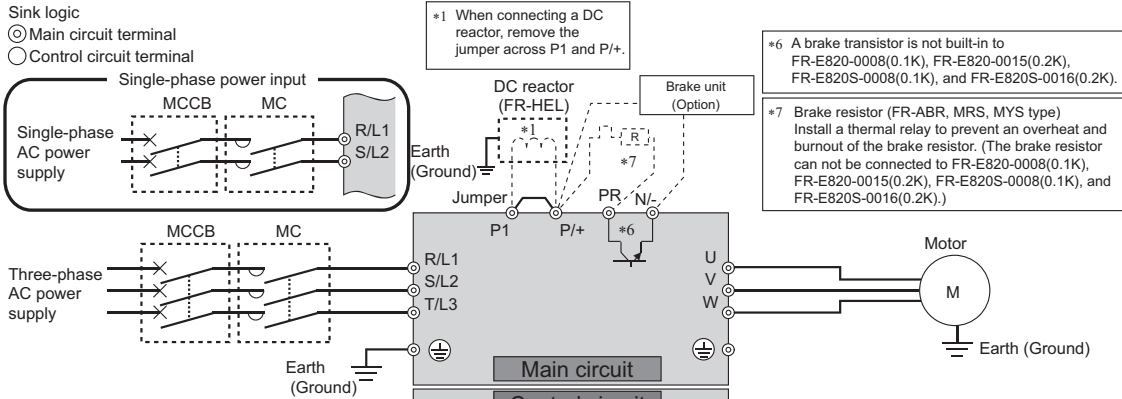 Sink logic
Main circuit terminal
Control circuit terminal
*1 When connecting a DC
reactor, remove the
jumper across P1 and P/+.
*6 A brake transistor is not built-in to
FR-E820-0008(0.1K), FR-E820-0015(0.2K),
FR-E820S-0008(0.1K), and FR-E820S-0016(0.2K).
*7 Brake resistor (FR-ABR, MRS, MYS type)
Install a thermal relay to prevent an overheat and
burnout of the brake resistor. (The brake resistor
can not be connected to FR-E820-0008(0.1K),
FR-E820-0015(0.2K), FR-E820S-0008(0.1K), and
FR-E820S-0016(0.2K).)
Single-phase power input
MCCB
MC
Single-phase
AC power
supply
R/L1
S/L2
DC reactor
(FR-HEL)
*1
Brake unit
(Option)
R
*7
Earth
(Ground)
Jumper
P1
P/+
PR
N/-
*6
MCCB
MC
Three-phase
AC power
supply
R/L1
S/L2
T/L3
U
V
W
Motor
M
Earth (Ground)
Earth
(Ground)
Main circuit
Control circuit